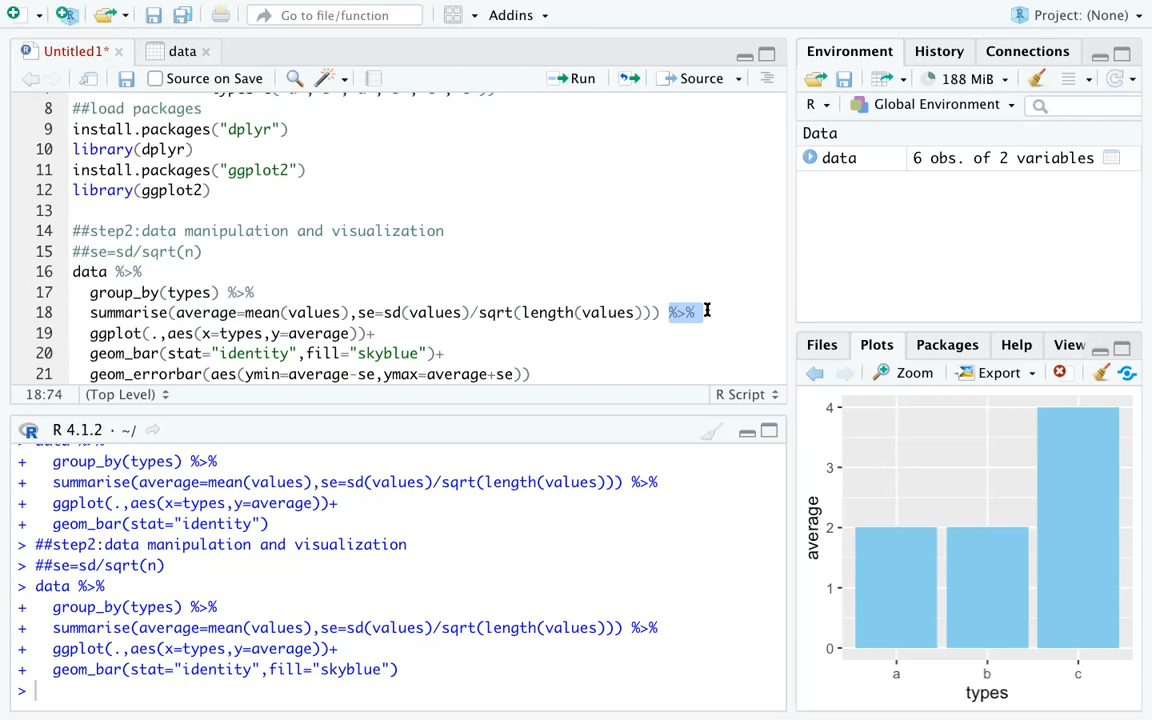 Go to file/function
Addins
Project: (None)
Untitled1*
data
Source on Save
Run
Source
8 ##load packages
9 install.packages("dplyr")
10 library(dplyr)
11 install.packages("ggplot2")
12 library(ggplot2)
13
14 ##step2:data manipulation and visualization
15 ##se=sd/sqrt(n)
16 data %>%
17 group_by(types) %>%
18 summarise(average=mean(values),se=sd(values)/sqrt(length(values))) %>%
19 ggplot(.,aes(x=types,y=average))+
20 geom_bar(stat="identity",fill="skyblue")+
21 geom_errorbar(aes(ymin=average-se,ymax=average+se))
18:74 (Top Level) R Script
R 4.1.2 · ~/
+ group_by(types) %>%
+ summarise(average=mean(values),se=sd(values)/sqrt(length(values))) %>%
+ ggplot(.,aes(x=types,y=average))+
+ geom_bar(stat="identity")
> ##step2:data manipulation and visualization
> ##se=sd/sqrt(n)
> data %>%
+ group_by(types) %>%
+ summarise(average=mean(values),se=sd(values)/sqrt(length(values))) %>%
+ ggplot(.,aes(x=types,y=average))+
+ geom_bar(stat="identity",fill="skyblue")
>
Environment History Connections
188 MiB
R Global Environment
Data
data 6 obs. of 2 variables
Files Plots Packages Help View
Zoom Export
4
3
2
1
0
average
a b c
types